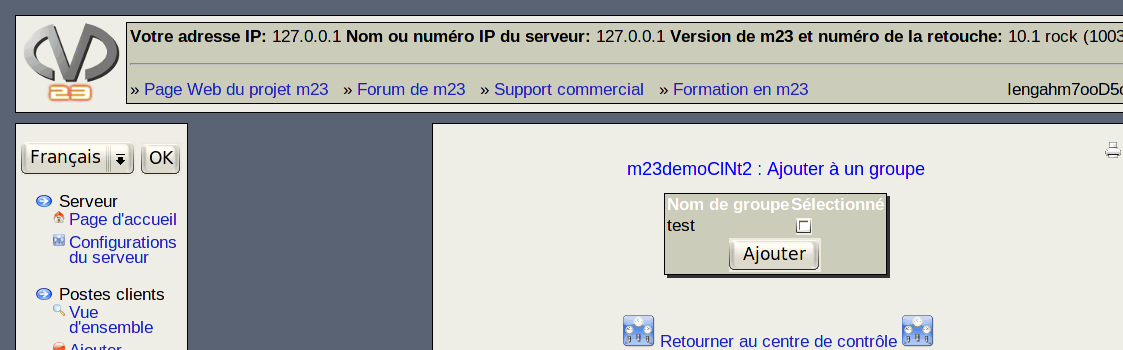 Votre adresse IP: 127.0.0.1 Nom ou numéro IP du serveur: 127.0.0.1 Version de m23 et numéro de la retouche: 10.1 rock (1003
» Page Web du projet m23 » Forum de m23 » Support commercial » Formation en m23 Iengahm7ooD5c
23
Français OK
m23demoClNt2 : Ajouter à un groupe
Serveur
Page d'accueil
Configurations
du serveur
Nom de groupe Sélectionné
test
Ajouter
Postes clients
Vue
d'ensemble
Ajouter
Retourner au centre de contrôle